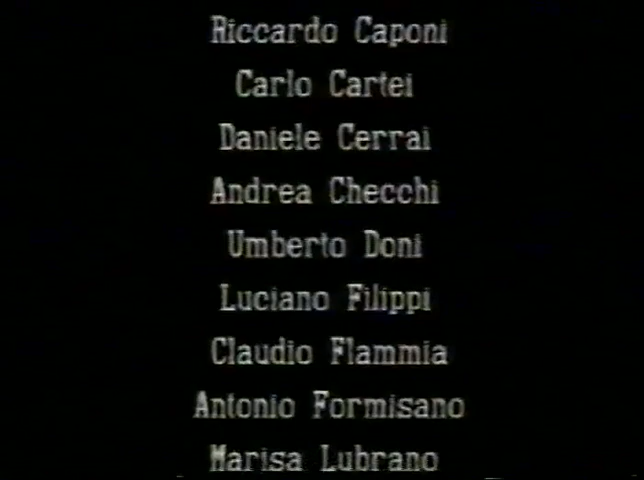 Riccardo Caponi
Carlo Cartei
Daniele Cerrai
Andrea Checchi
Umberto Doni
Luciano Filippi
Claudio Flammia
Antonio Formisano
Marisa Lubrano